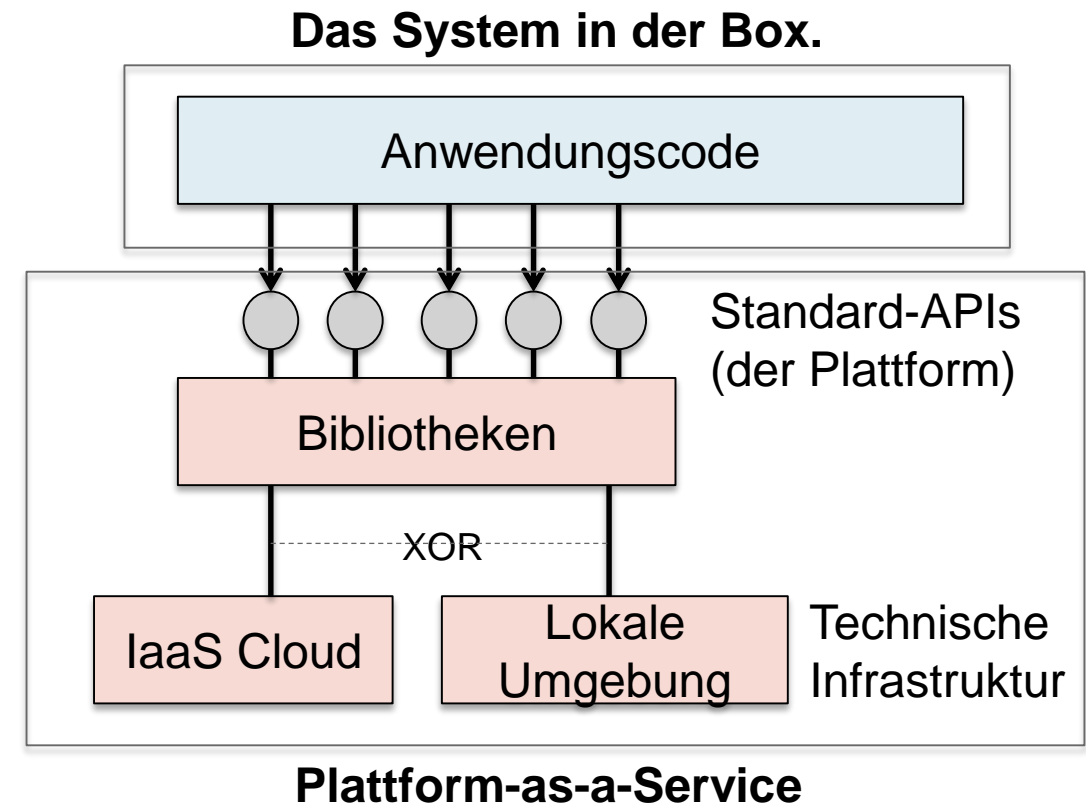 Das System in der Box.
Anwendungscode
Standard-APIs
(der Plattform)
Bibliotheken
XOR
IaaS Cloud
Lokale
Umgebung
Technische
Infrastruktur
Plattform-as-a-Service